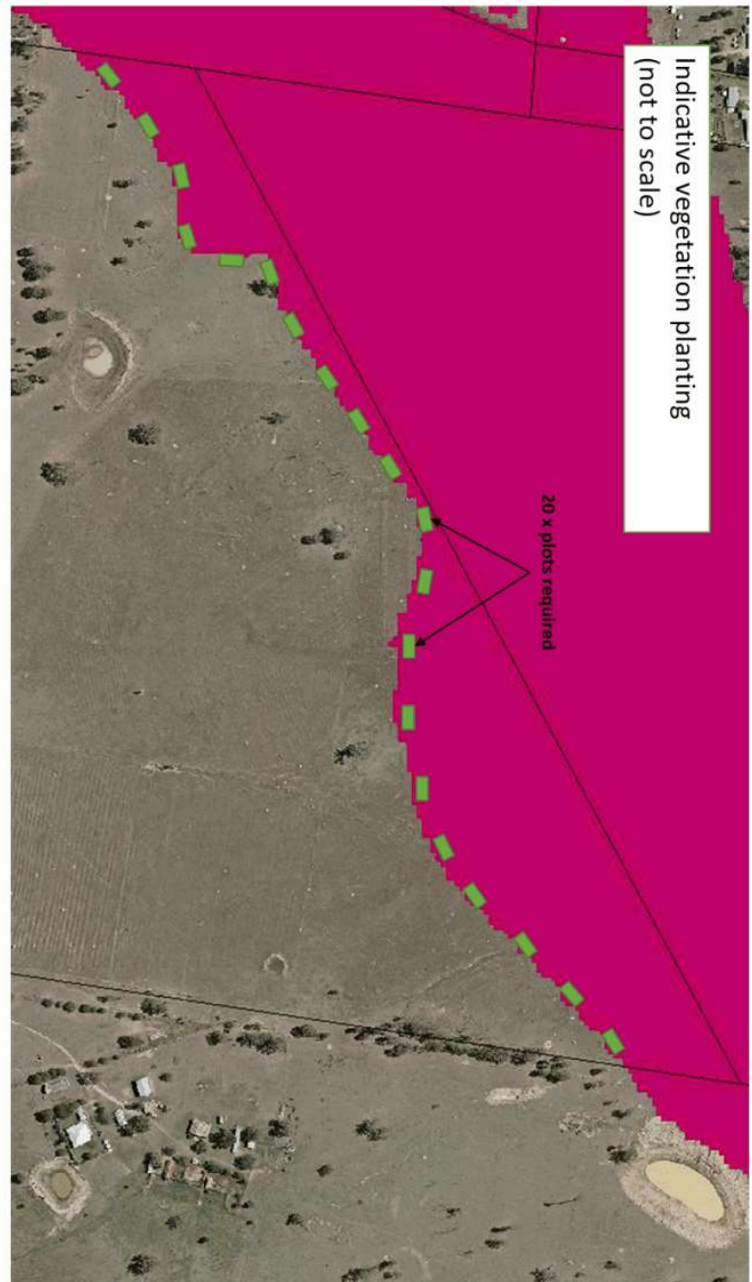 Indicative vegetation planting
(not to scale)
20 x plots required